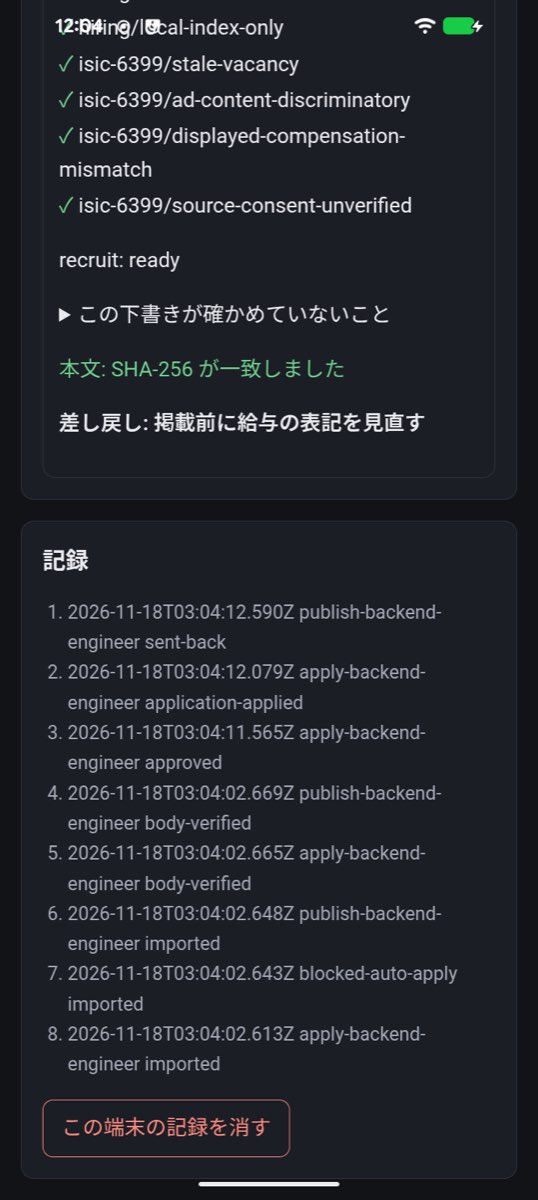 12:04
hiring/local-index-only
✓ isic-6399/stale-vacancy
✓ isic-6399/ad-content-discriminatory
✓ isic-6399/displayed-compensation-
mismatch
✓ isic-6399/source-consent-unverified
recruit: ready
▶ この下書きが確かめていないこと
本文: SHA-256 が一致しました
差し戻し: 掲載前に給与の表記を見直す
記録
1. 2026-11-18T03:04:12.590Z publish-backend-
engineer sent-back
2. 2026-11-18T03:04:12.079Z apply-backend-
engineer application-applied
3. 2026-11-18T03:04:11.565Z apply-backend-
engineer approved
4. 2026-11-18T03:04:02.669Z publish-backend-
engineer body-verified
5. 2026-11-18T03:04:02.665Z apply-backend-
engineer body-verified
6. 2026-11-18T03:04:02.648Z publish-backend-
engineer imported
7. 2026-11-18T03:04:02.643Z blocked-auto-apply
imported
8. 2026-11-18T03:04:02.613Z apply-backend-
engineer imported
この端末の記録を消す